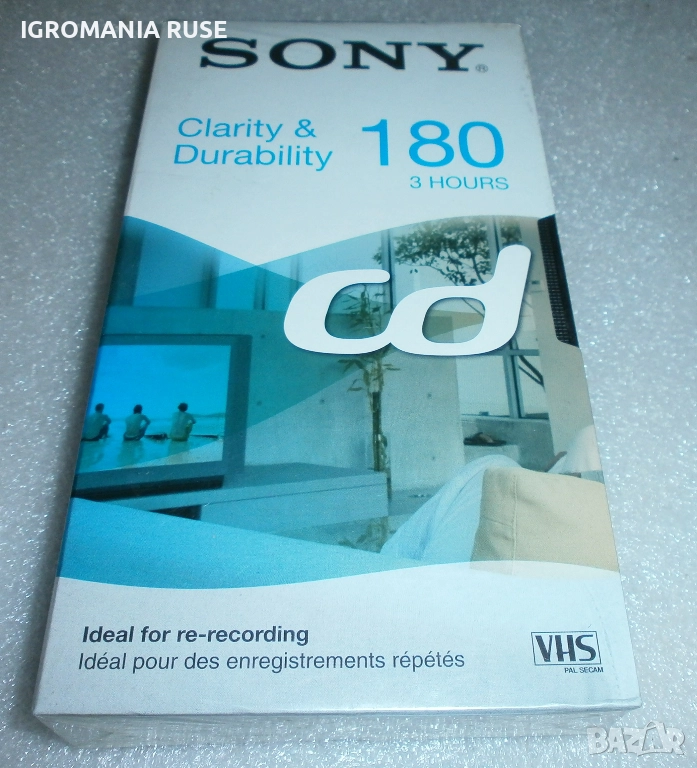 IGROMANIA RUSE
SONY®
Clarity &
Durability
180
3 HOURS
cd
Ideal for re-recording
Idéal pour des enregistrements répétés
VHS
PAL SECAM
BAZAR